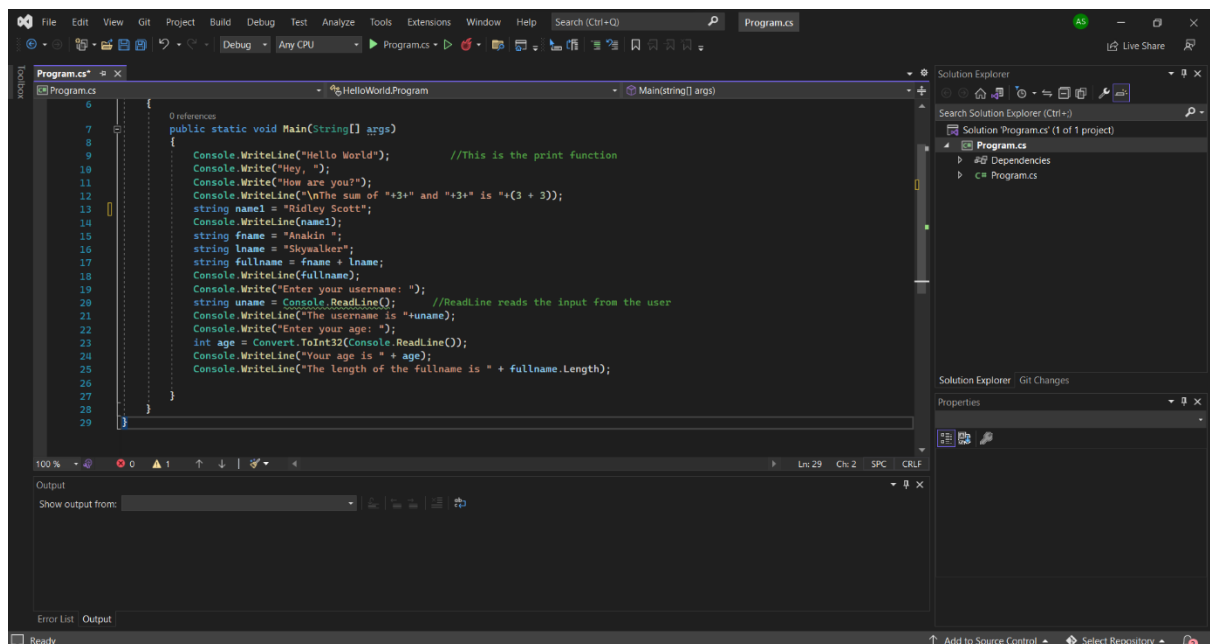 File Edit View Git Project Build Debug Test Analyze Tools Extensions Window Help Search (Ctrl+Q) Program.cs AS
Debug Any CPU Program.cs Live Share
Toolbox
Program.cs*
Program.cs HelloWorld.Program Main(string[] args)
6 {
0 references
7 public static void Main(String[] args)
8 {
9 Console.WriteLine("Hello World"); //This is the print function
10 Console.Write("Hey, ");
11 Console.Write("How are you?");
12 Console.WriteLine("\nThe sum of "+3+" and "+3+" is "+(3 + 3));
13 string name1 = "Ridley Scott";
14 Console.WriteLine(name1);
15 string fname = "Anakin ";
16 string lname = "Skywalker";
17 string fullname = fname + lname;
18 Console.WriteLine(fullname);
19 Console.Write("Enter your username: ");
20 string uname = Console.ReadLine(); //ReadLine reads the input from the user
21 Console.WriteLine("The username is "+uname);
22 Console.Write("Enter your age: ");
23 int age = Convert.ToInt32(Console.ReadLine());
24 Console.WriteLine("Your age is " + age);
25 Console.WriteLine("The length of the fullname is " + fullname.Length);
26
27 }
28 }
29 }
100 % 0 1 Ln: 29 Ch: 2 SPC CRLF
Output
Show output from:
Error List Output
Solution Explorer
Search Solution Explorer (Ctrl+;)
Solution 'Program.cs' (1 of 1 project)
Program.cs
Dependencies
C# Program.cs
Solution Explorer Git Changes
Properties
Ready Add to Source Control Select Repository